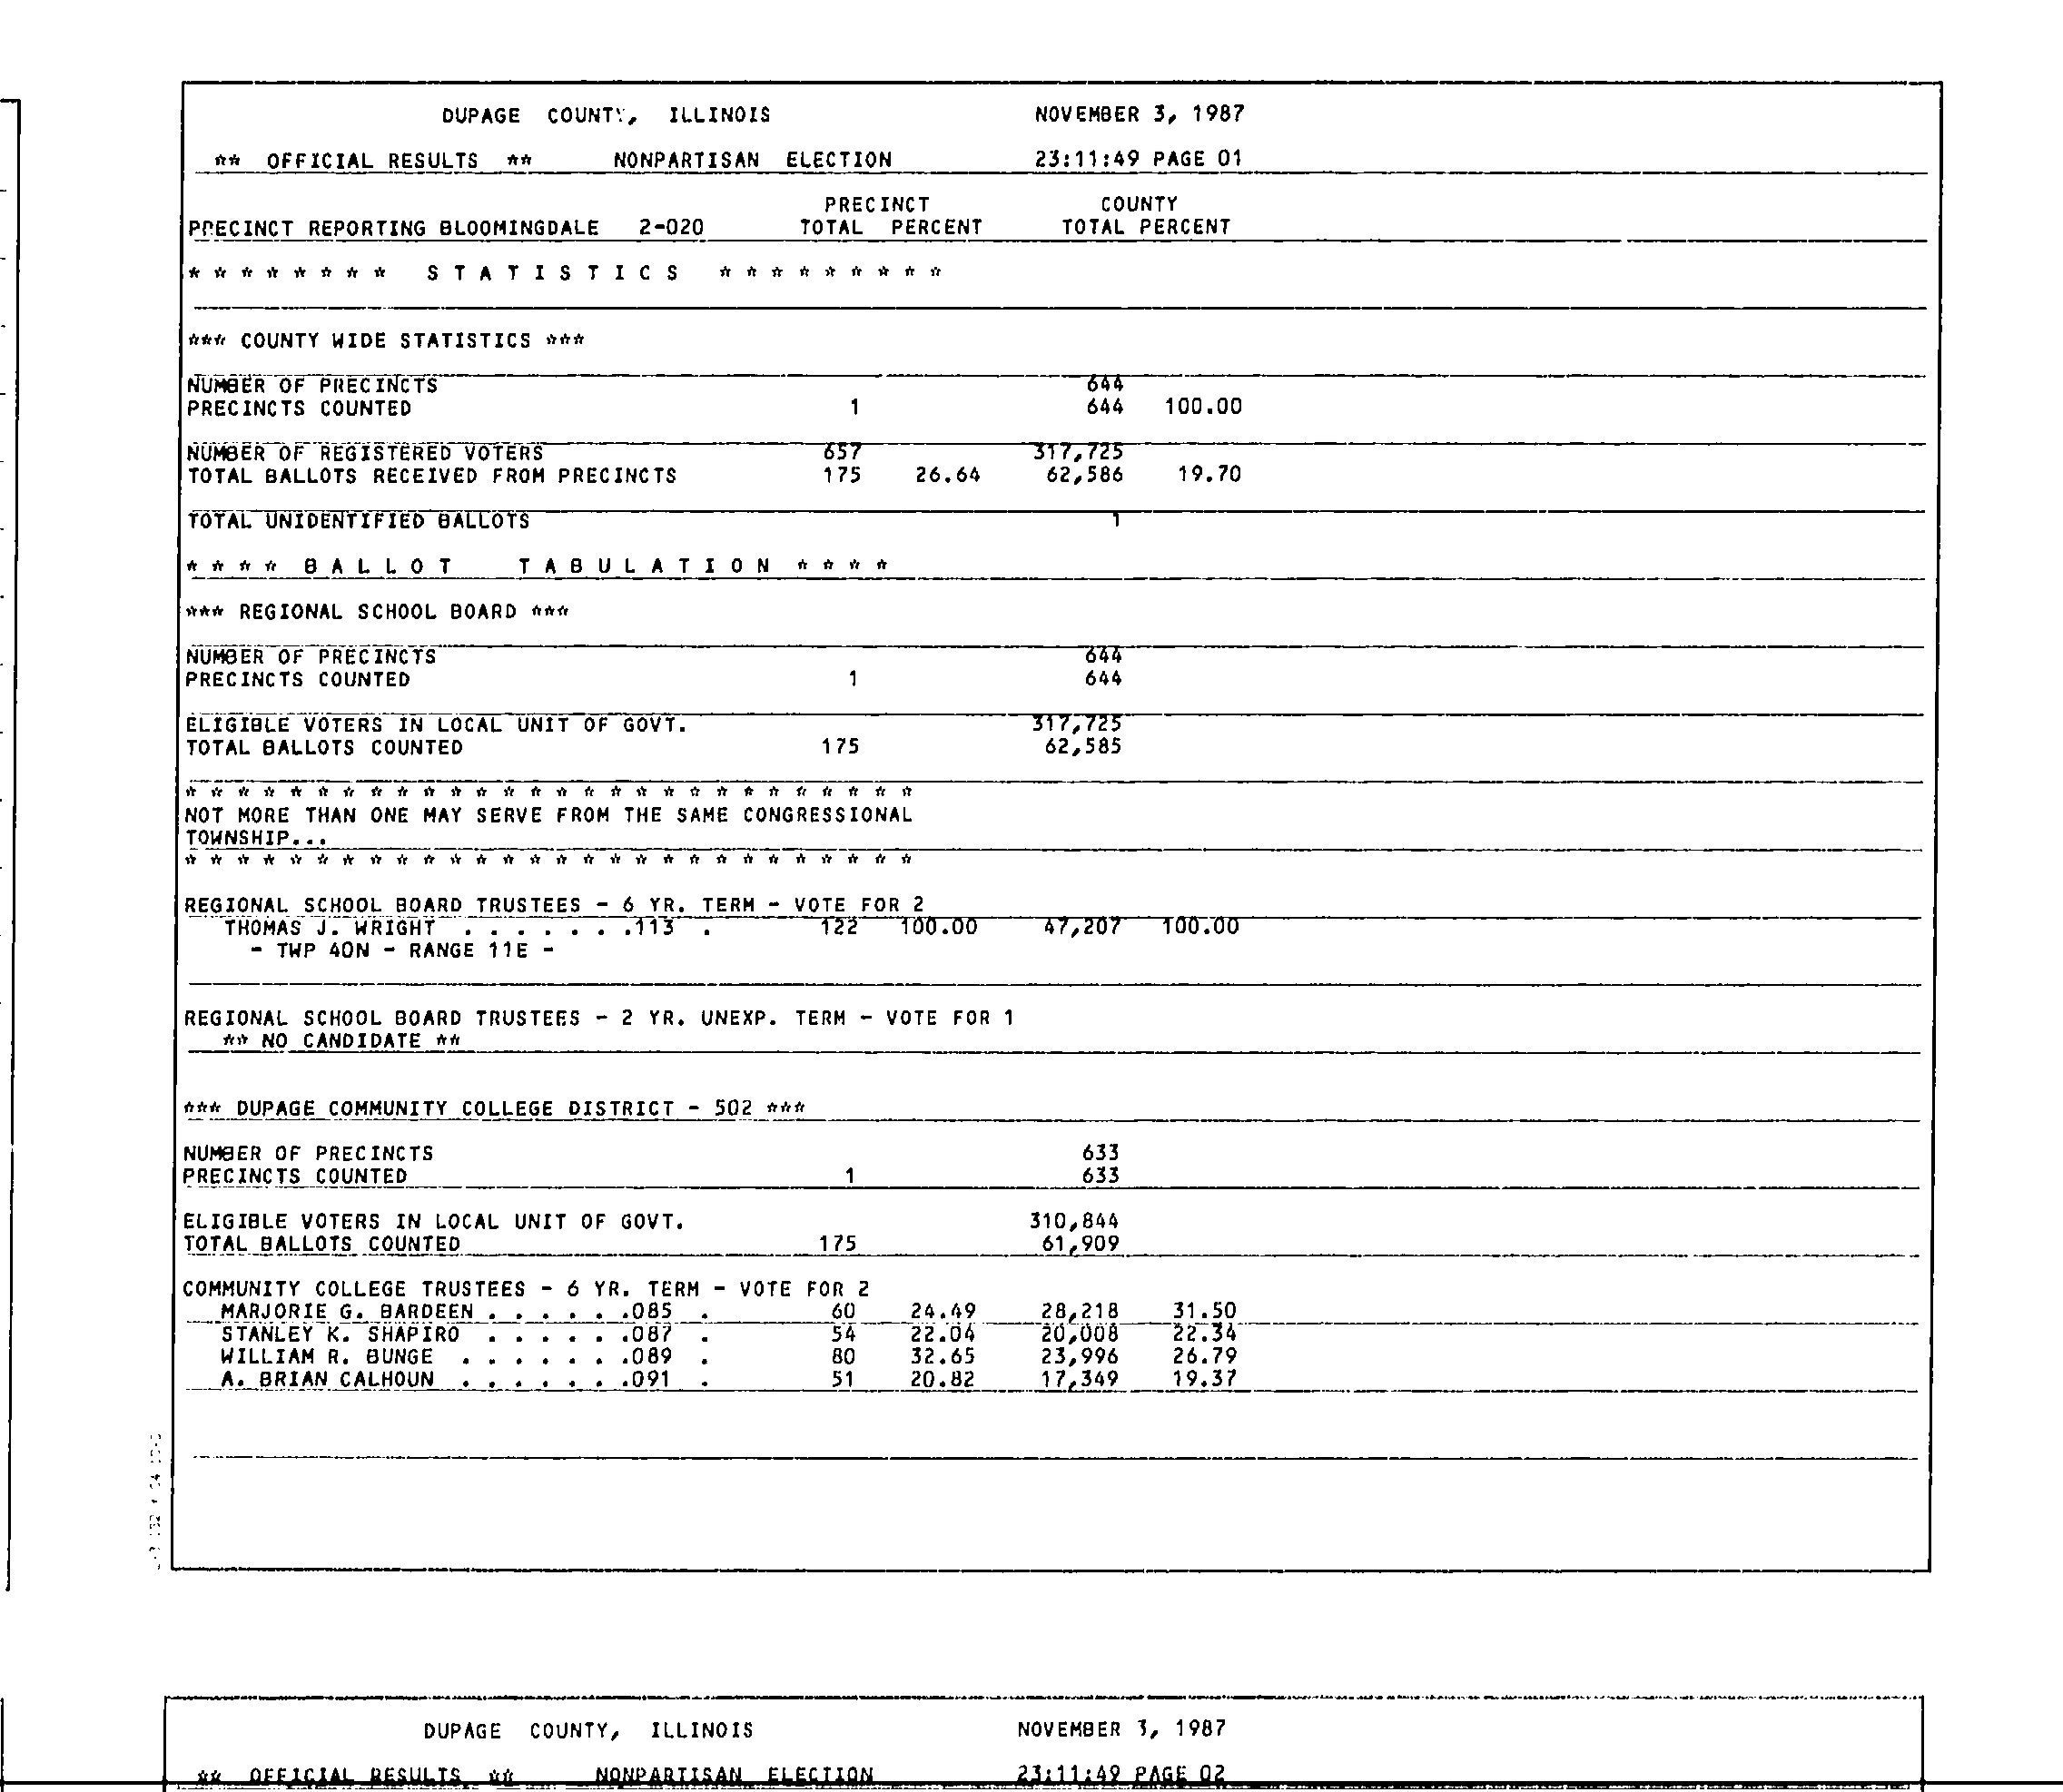 DUPAGE COUNTY, ILLINOIS NOVEMBER 3, 1987
** OFFICIAL RESULTS ** NONPARTISAN ELECTION 23:11:49 PAGE 01
PRECINCT COUNTY
PRECINCT REPORTING BLOOMINGDALE 2-020 TOTAL PERCENT TOTAL PERCENT
* * * * * * * * S T A T I S T I C S * * * * * * * * *
*** COUNTY WIDE STATISTICS ***
NUMBER OF PRECINCTS 644
PRECINCTS COUNTED 1 644 100.00
NUMBER OF REGISTERED VOTERS 657 317,725
TOTAL BALLOTS RECEIVED FROM PRECINCTS 175 26.64 62,586 19.70
TOTAL UNIDENTIFIED BALLOTS 1
* * * * B A L L O T T A B U L A T I O N * * * *
*** REGIONAL SCHOOL BOARD ***
NUMBER OF PRECINCTS 644
PRECINCTS COUNTED 1 644
ELIGIBLE VOTERS IN LOCAL UNIT OF GOVT. 317,725
TOTAL BALLOTS COUNTED 175 62,585
* * * * * * * * * * * * * * * * * * * * * * * * * * * *
NOT MORE THAN ONE MAY SERVE FROM THE SAME CONGRESSIONAL
TOWNSHIP...
* * * * * * * * * * * * * * * * * * * * * * * * * * * *
REGIONAL SCHOOL BOARD TRUSTEES - 6 YR. TERM - VOTE FOR 2
THOMAS J. WRIGHT . . . . . . .113 . 122 100.00 47,207 100.00
- TWP 40N - RANGE 11E -
REGIONAL SCHOOL BOARD TRUSTEES - 2 YR. UNEXP. TERM - VOTE FOR 1
** NO CANDIDATE **
*** DUPAGE COMMUNITY COLLEGE DISTRICT - 502 ***
NUMBER OF PRECINCTS 633
PRECINCTS COUNTED 1 633
ELIGIBLE VOTERS IN LOCAL UNIT OF GOVT. 310,844
TOTAL BALLOTS COUNTED 175 61,909
COMMUNITY COLLEGE TRUSTEES - 6 YR. TERM - VOTE FOR 2
MARJORIE G. BARDEEN . . . . . .085 . 60 24.49 28,218 31.50
STANLEY K. SHAPIRO . . . . . .087 . 54 22.04 20,008 22.34
WILLIAM R. BUNGE . . . . . . .089 . 80 32.65 23,996 26.79
A. BRIAN CALHOUN . . . . . . .091 . 51 20.82 17,349 19.37
DUPAGE COUNTY, ILLINOIS NOVEMBER 3, 1987
** OFFICIAL RESULTS ** NONPARTISAN ELECTION 23:11:49 PAGE 02